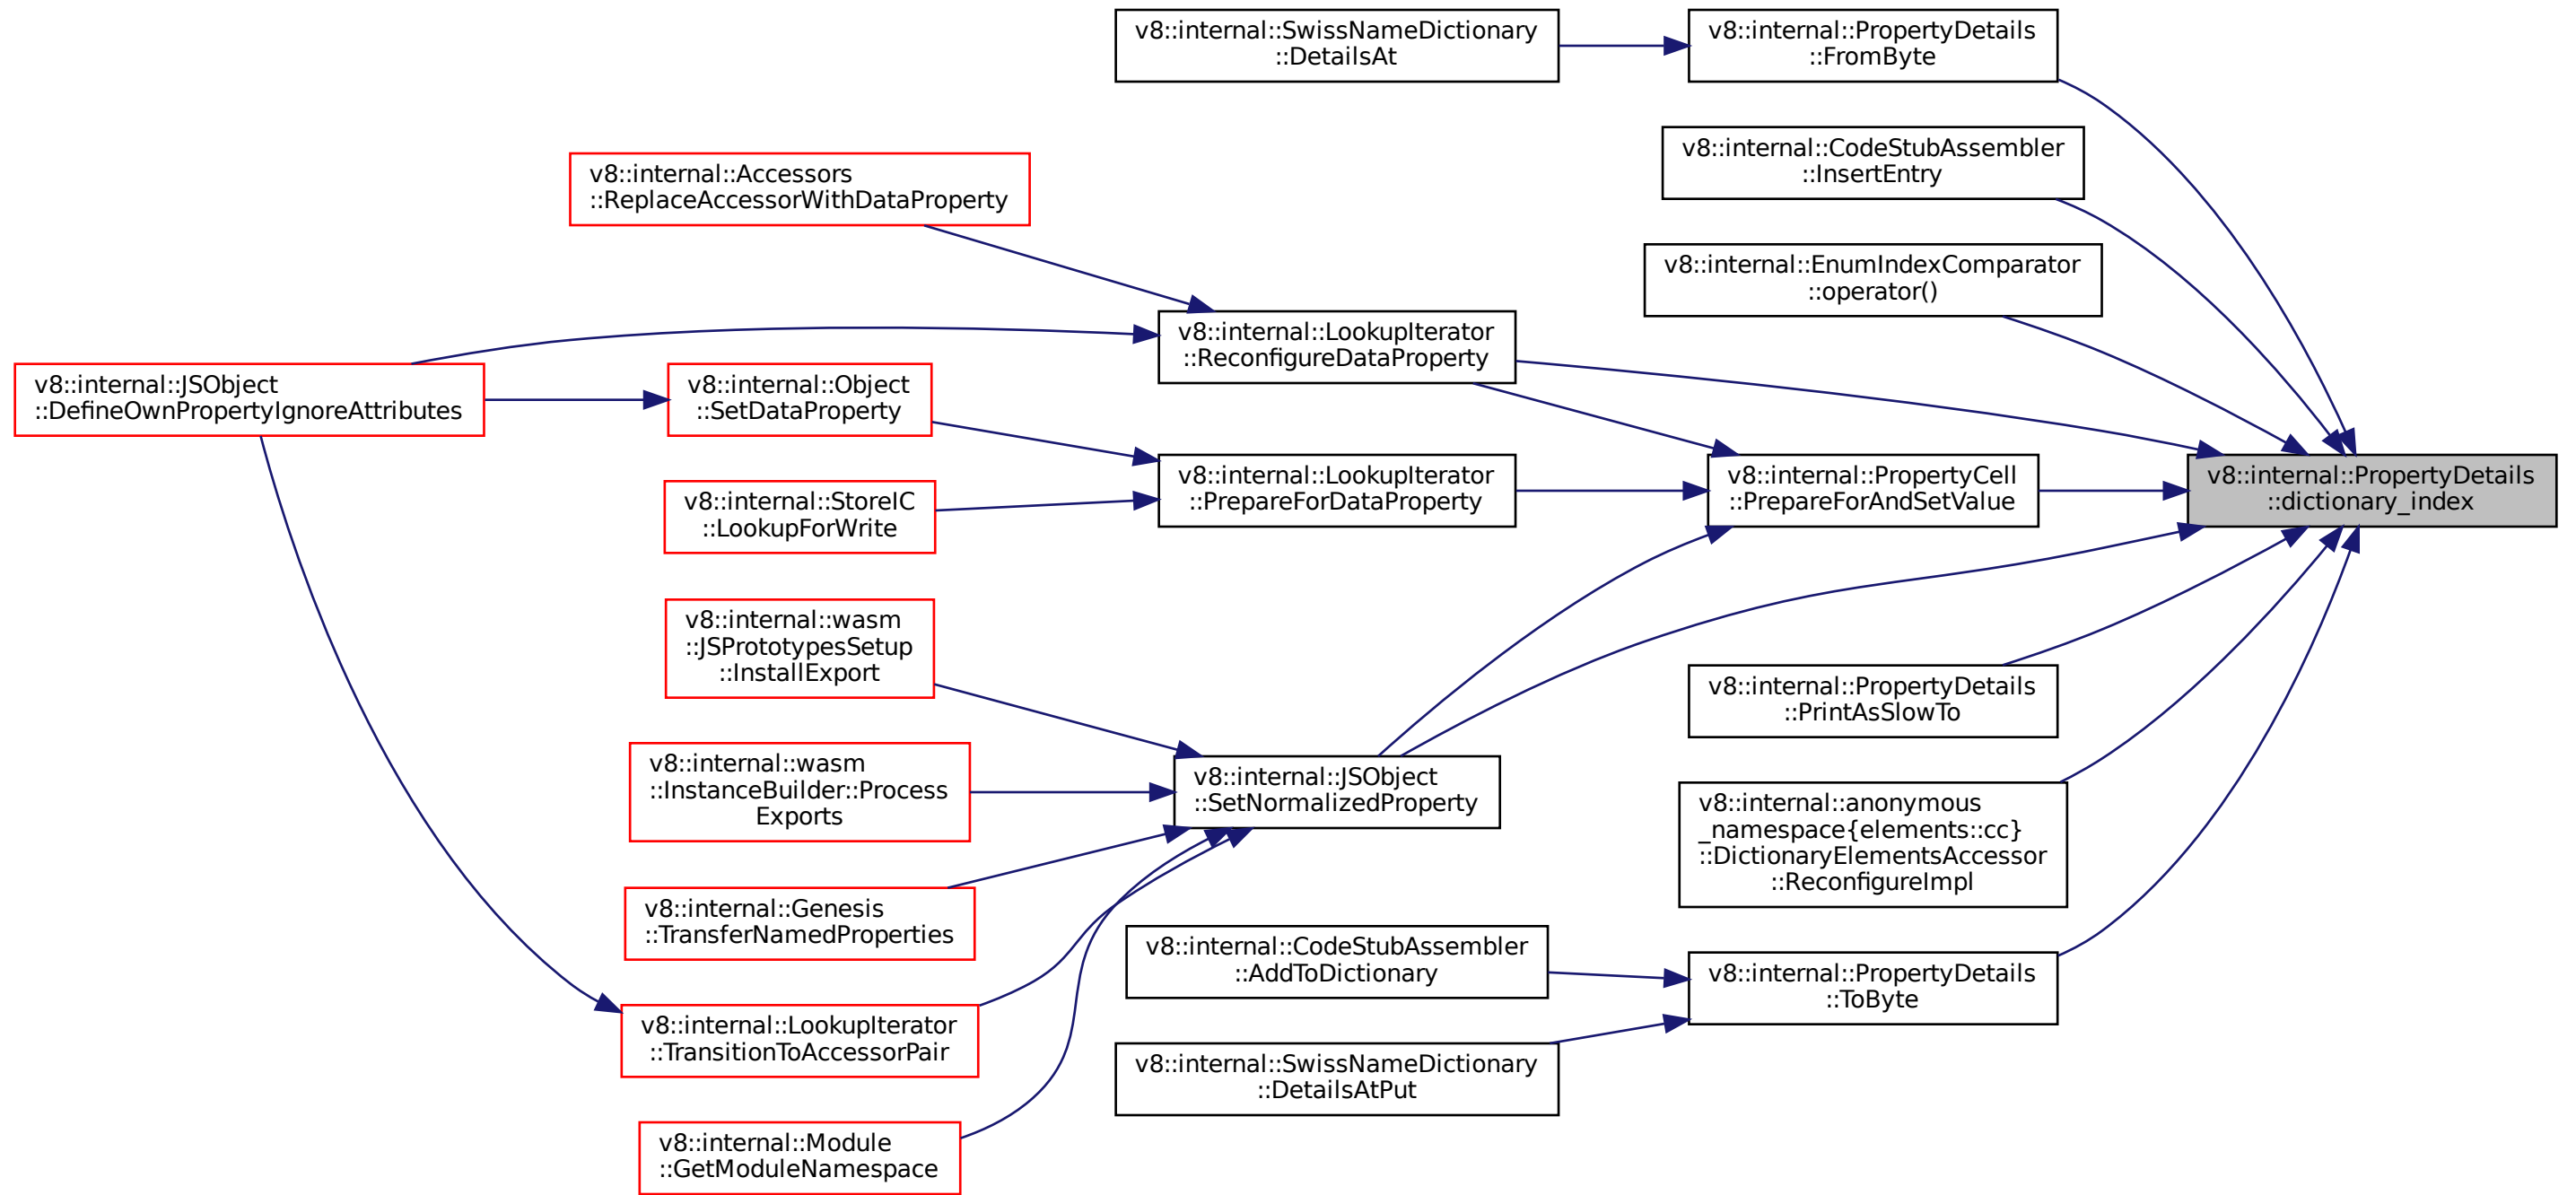 v8::internal::SwissNameDictionary
::DetailsAt
v8::internal::PropertyDetails
::FromByte
v8::internal::CodeStubAssembler
::InsertEntry
v8::internal::Accessors
::ReplaceAccessorWithDataProperty
v8::internal::EnumIndexComparator
::operator()
v8::internal::LookupIterator
::ReconfigureDataProperty
v8::internal::JSObject
::DefineOwnPropertyIgnoreAttributes
v8::internal::Object
::SetDataProperty
v8::internal::LookupIterator
::PrepareForDataProperty
v8::internal::PropertyCell
::PrepareForAndSetValue
v8::internal::PropertyDetails
::dictionary_index
v8::internal::StoreIC
::LookupForWrite
v8::internal::wasm
::JSPrototypesSetup
::InstallExport
v8::internal::PropertyDetails
::PrintAsSlowTo
v8::internal::wasm
::InstanceBuilder::Process
Exports
v8::internal::JSObject
::SetNormalizedProperty
v8::internal::anonymous
_namespace{elements::cc}
::DictionaryElementsAccessor
::ReconfigureImpl
v8::internal::Genesis
::TransferNamedProperties
v8::internal::CodeStubAssembler
::AddToDictionary
v8::internal::PropertyDetails
::ToByte
v8::internal::LookupIterator
::TransitionToAccessorPair
v8::internal::SwissNameDictionary
::DetailsAtPut
v8::internal::Module
::GetModuleNamespace